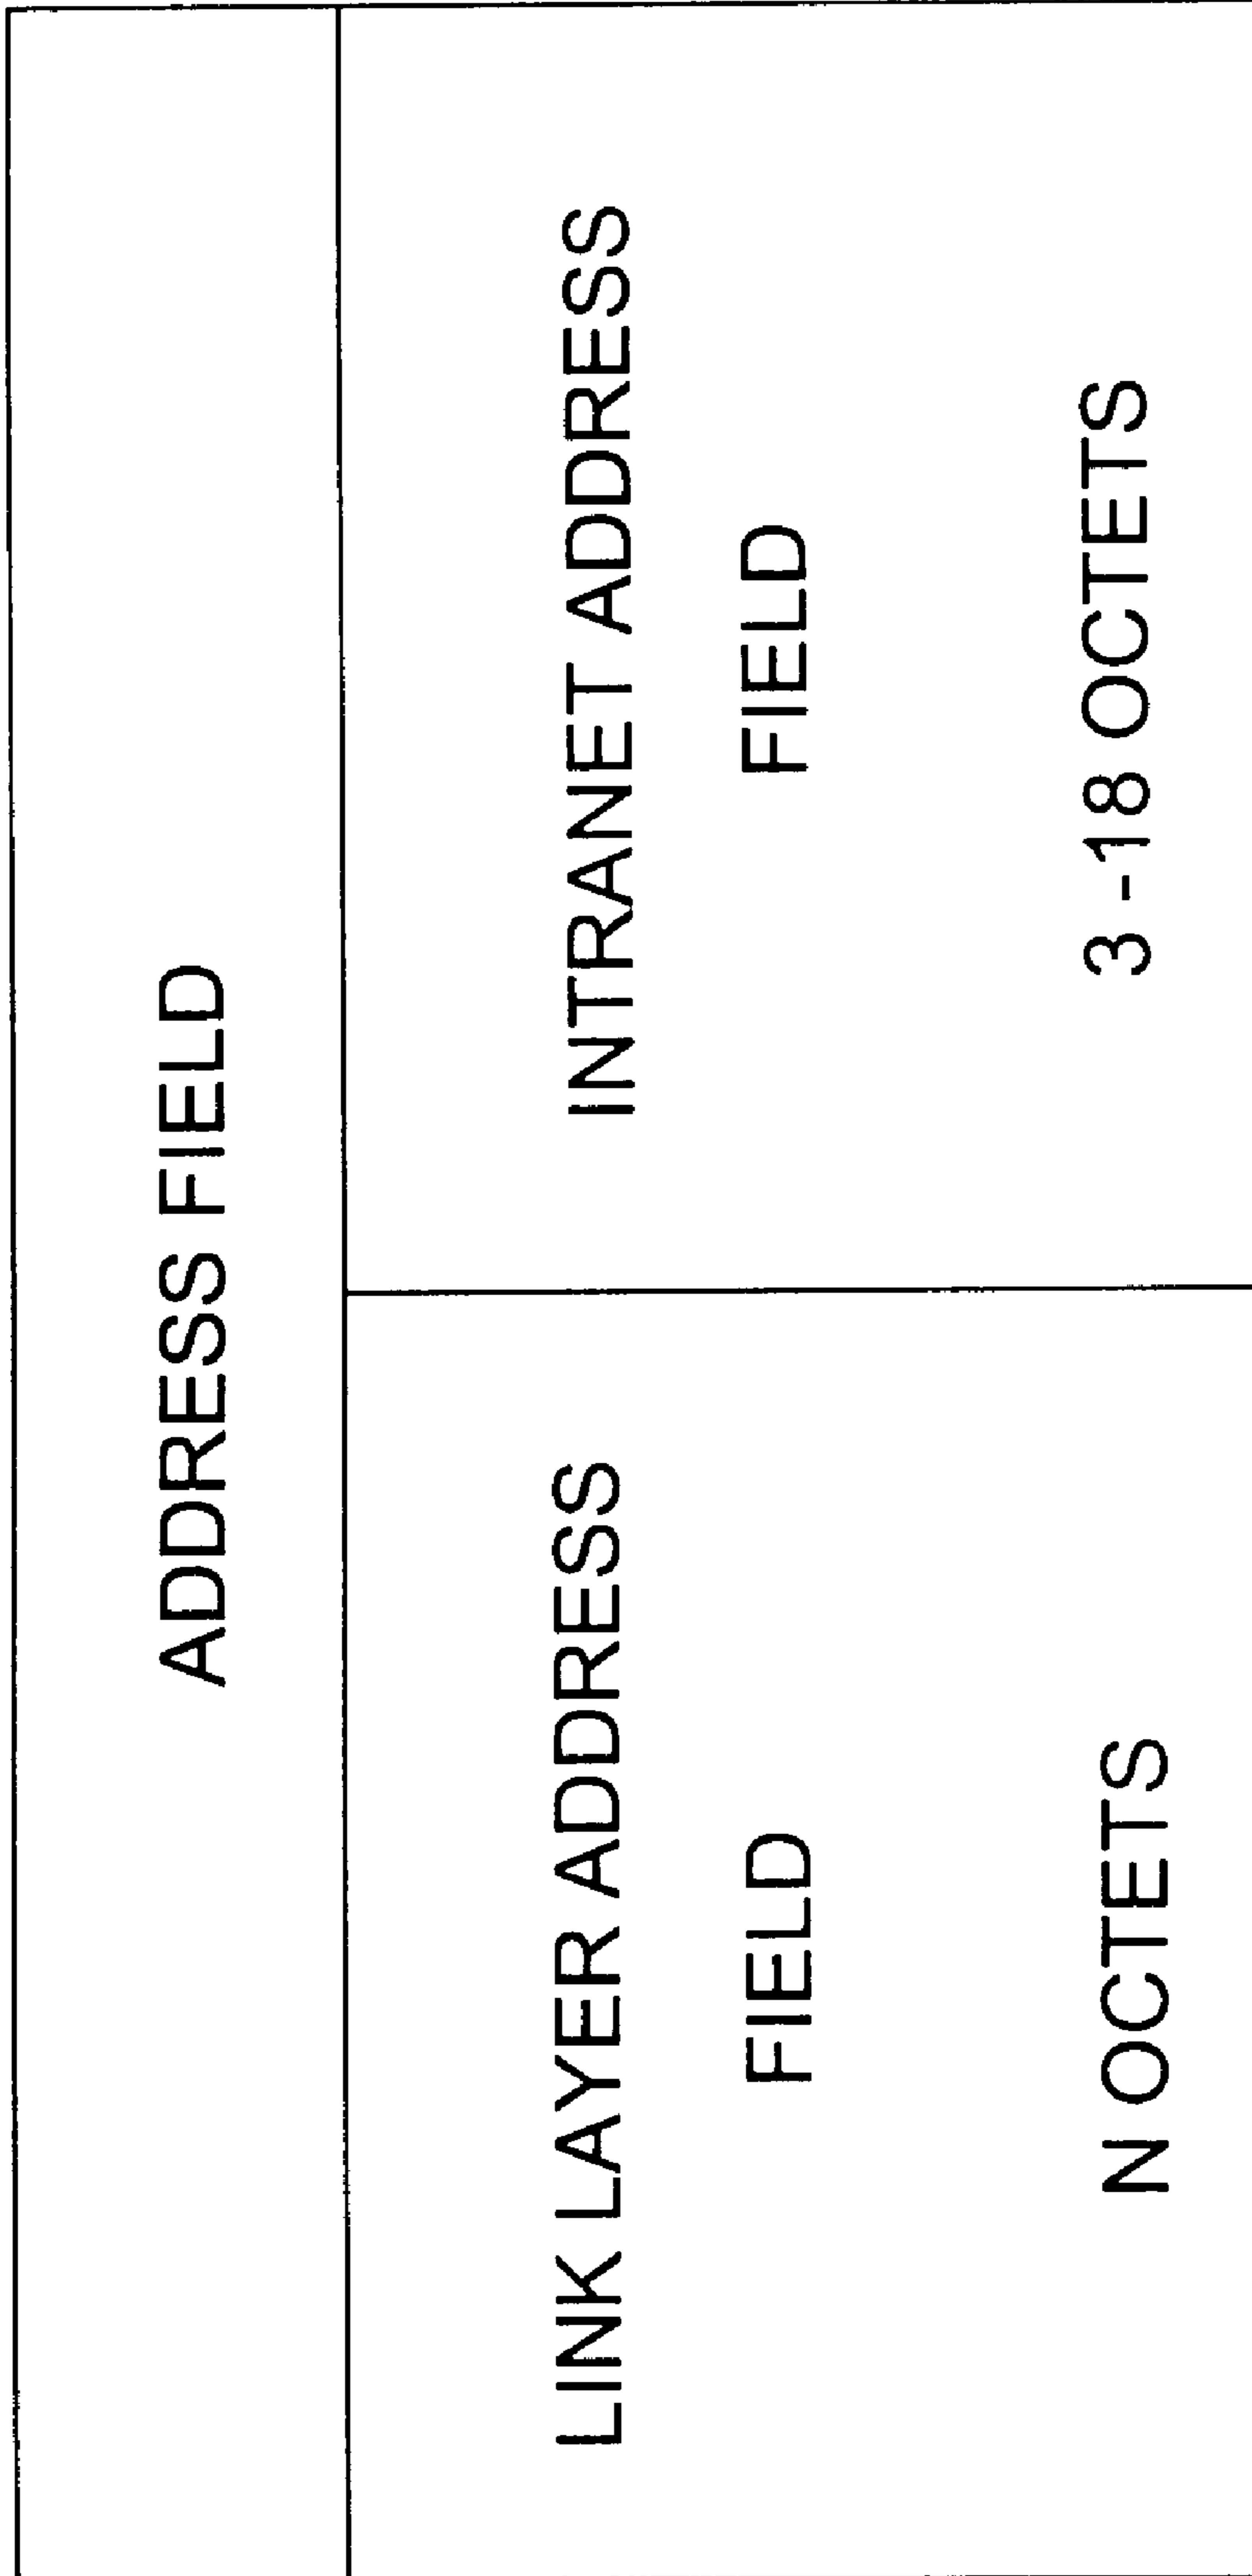 ADDRESS FIELD
LINK LAYER ADDRESS
FIELD
N OCTETS
INTRANET ADDRESS
FIELD
3 -18 OCTETS